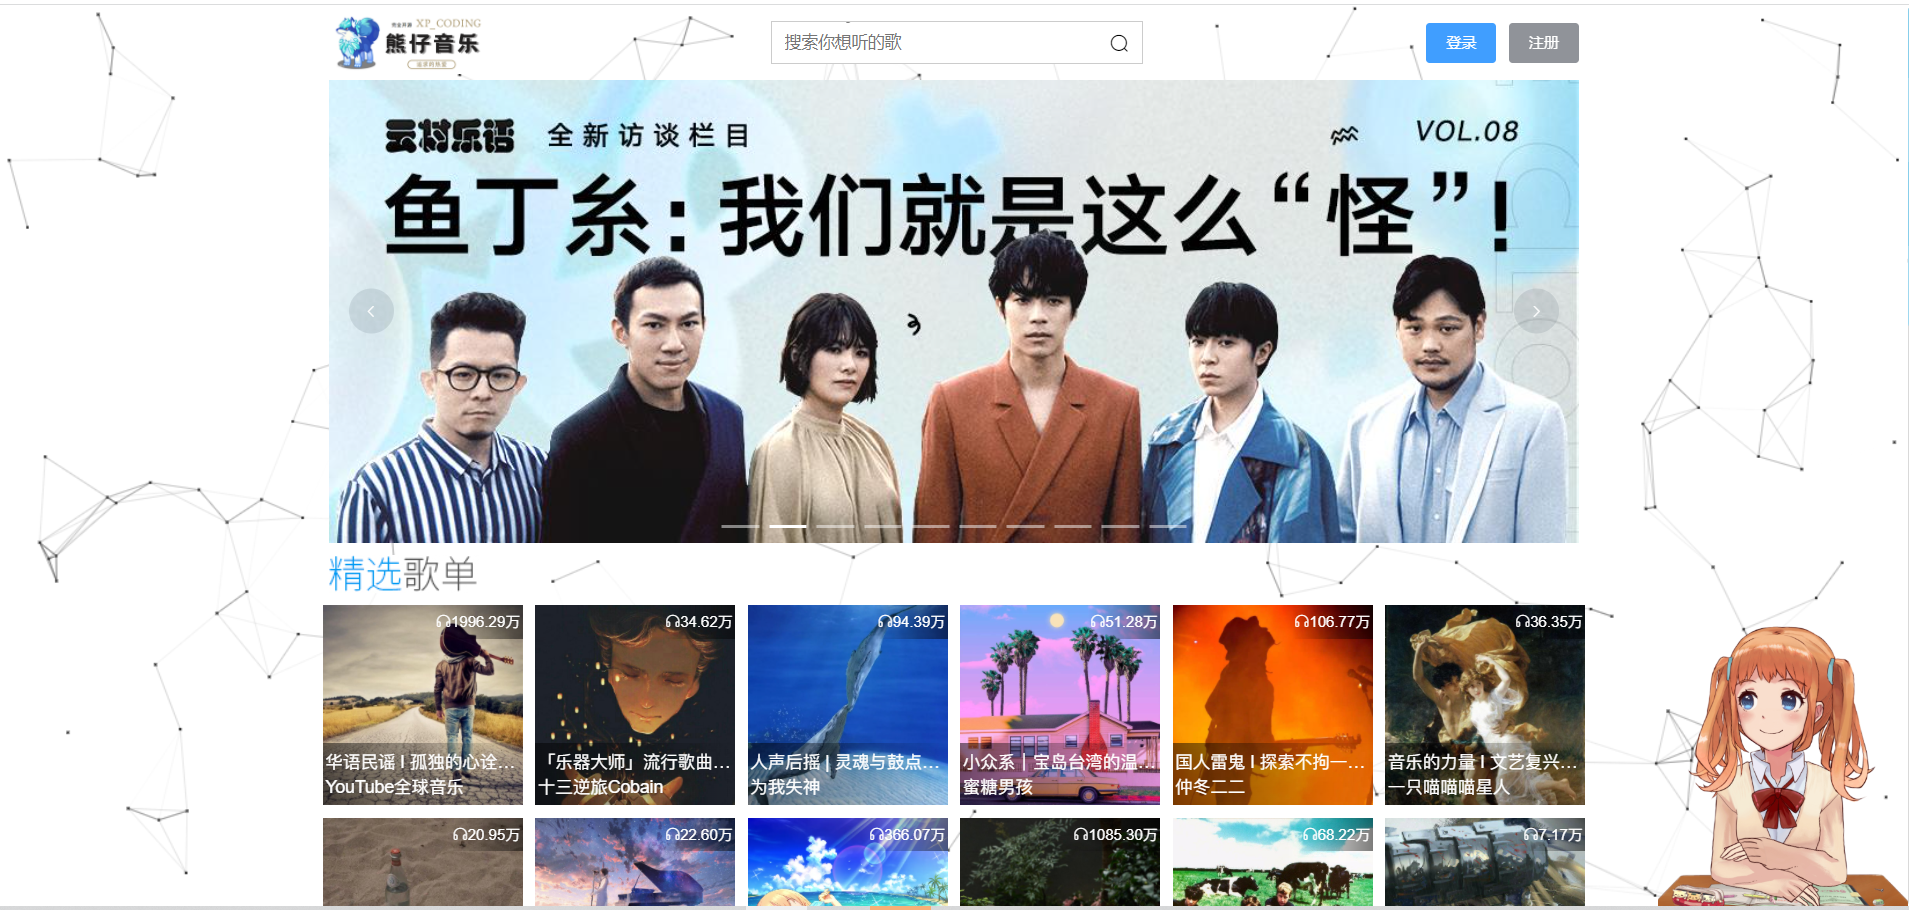 XP_CODING
熊仔音乐
搜索你想听的歌
登录
注册
云村乐话 全新访谈栏目
VOL.08
鱼丁糸:我们就是这么“怪”!
精选歌单
1996.29万
34.62万
94.39万
51.28万
106.77万
36.35万
华语民谣 l 孤独的心诠...
YouTube全球音乐
「乐器大师」流行歌曲...
十三逆旅Cobain
人声后摇 | 灵魂与鼓点...
为我失神
小众系｜宝岛台湾的温...
蜜糖男孩
国人雷鬼 l 探索不拘一...
仲冬二二
音乐的力量 l 文艺复兴...
一只喵喵喵星人
20.95万
22.60万
366.07万
1085.30万
68.22万
7.17万